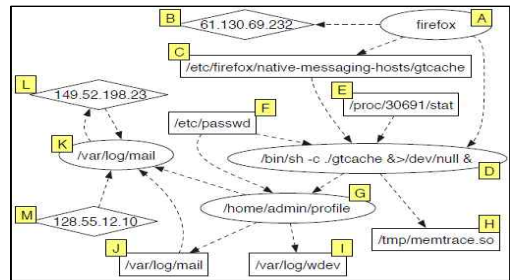 B
61.130.69.232
firefox
A
C
/etc/firefox/native-messaging-hosts/gtcache
L
149.52.198.23
E
/proc/30691/stat
F
/etc/passwd
K
/var/log/mail
/bin/sh -c ./gtcache &>/dev/null &
D
M
128.55.12.10
G
/home/admin/profile
H
/tmp/memtrace.so
J
/var/log/mail
I
/var/log/wdev